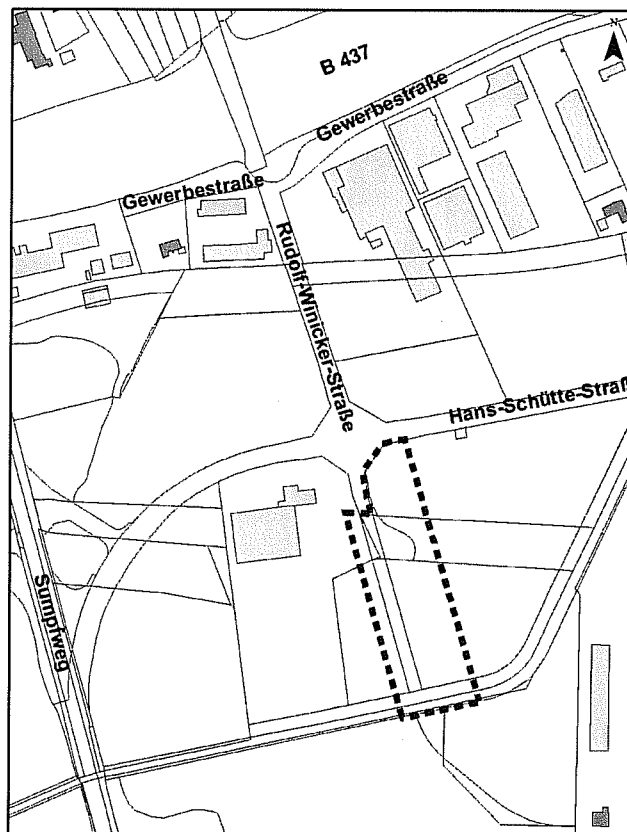 N
B 437
Gewerbestraße
Gewerbestraße
Rudolf-Winicker-Straße
Hans-Schütte-Straß
Sumpfweg